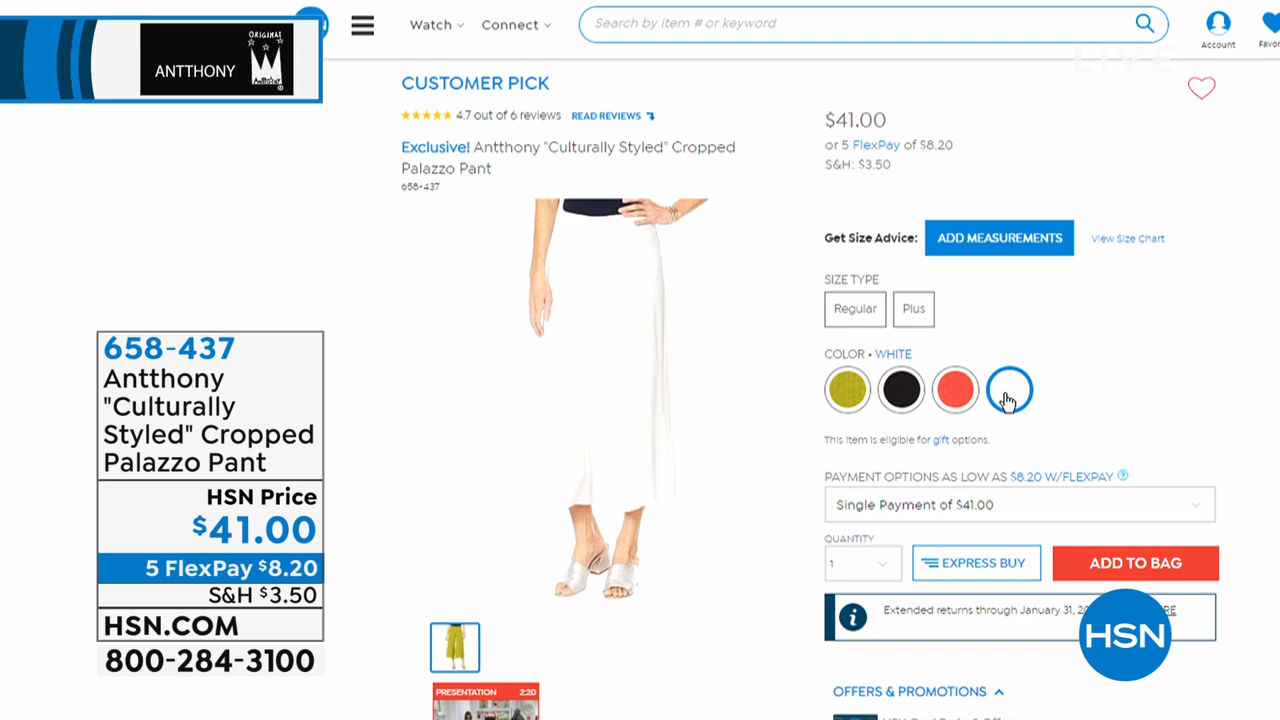 ANTTHONY
ORIGINAL
Watch
Connect
Search by item # or keyword
Account
LIVE
CUSTOMER PICK
4.7 out of 6 reviews
READ REVIEWS
Exclusive! Antthony "Culturally Styled" Cropped
Palazzo Pant
658-437
$41.00
or 5 FlexPay of $8.20
S&H: $3.50
Get Size Advice:
ADD MEASUREMENTS
View Size Chart
SIZE TYPE
Regular
Plus
COLOR • WHITE
This item is eligible for gift options.
PAYMENT OPTIONS AS LOW AS $8.20 W/FLEXPAY ?
Single Payment of $41.00
QUANTITY
1
EXPRESS BUY
ADD TO BAG
Extended returns through January 31, 20
HSN
OFFERS & PROMOTIONS
PRESENTATION 2:20
658-437
Antthony
"Culturally
Styled" Cropped
Palazzo Pant
HSN Price
$41.00
5 FlexPay $8.20
S&H $3.50
HSN.COM
800-284-3100